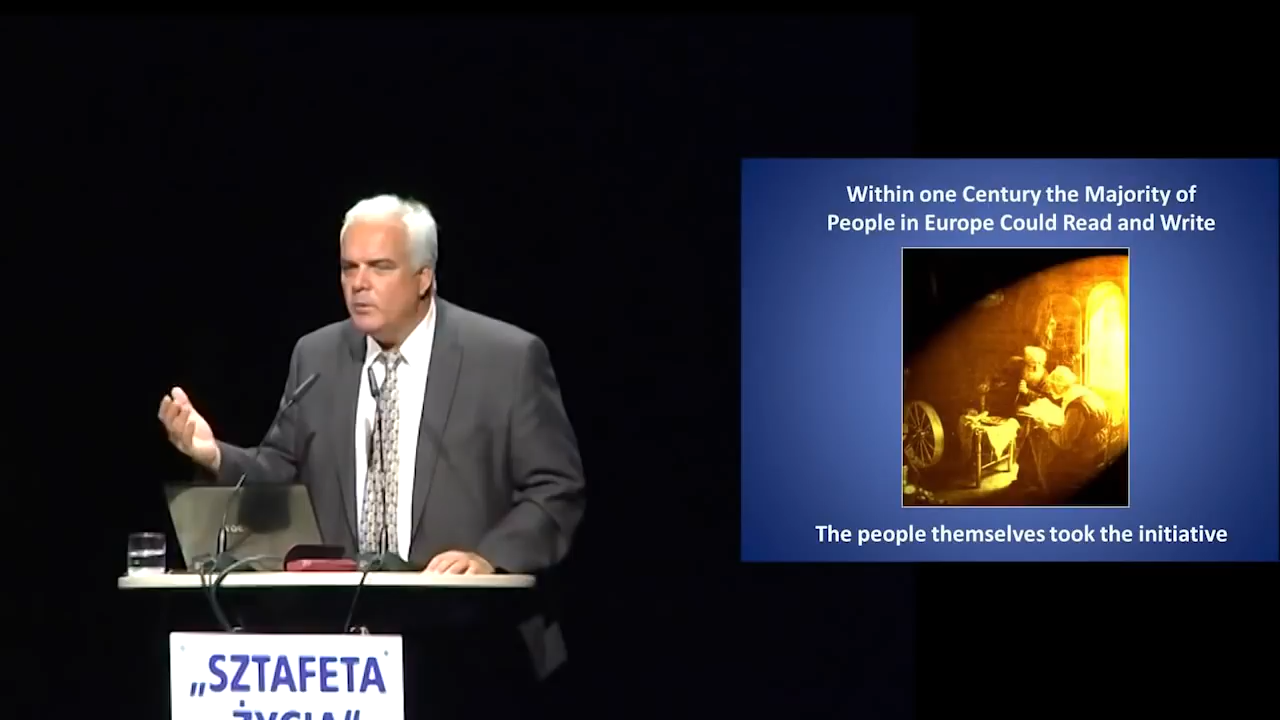 Within one Century the Majority of
People in Europe Could Read and Write
The people themselves took the initiative
„SZTAFETA
ŻYCIA”